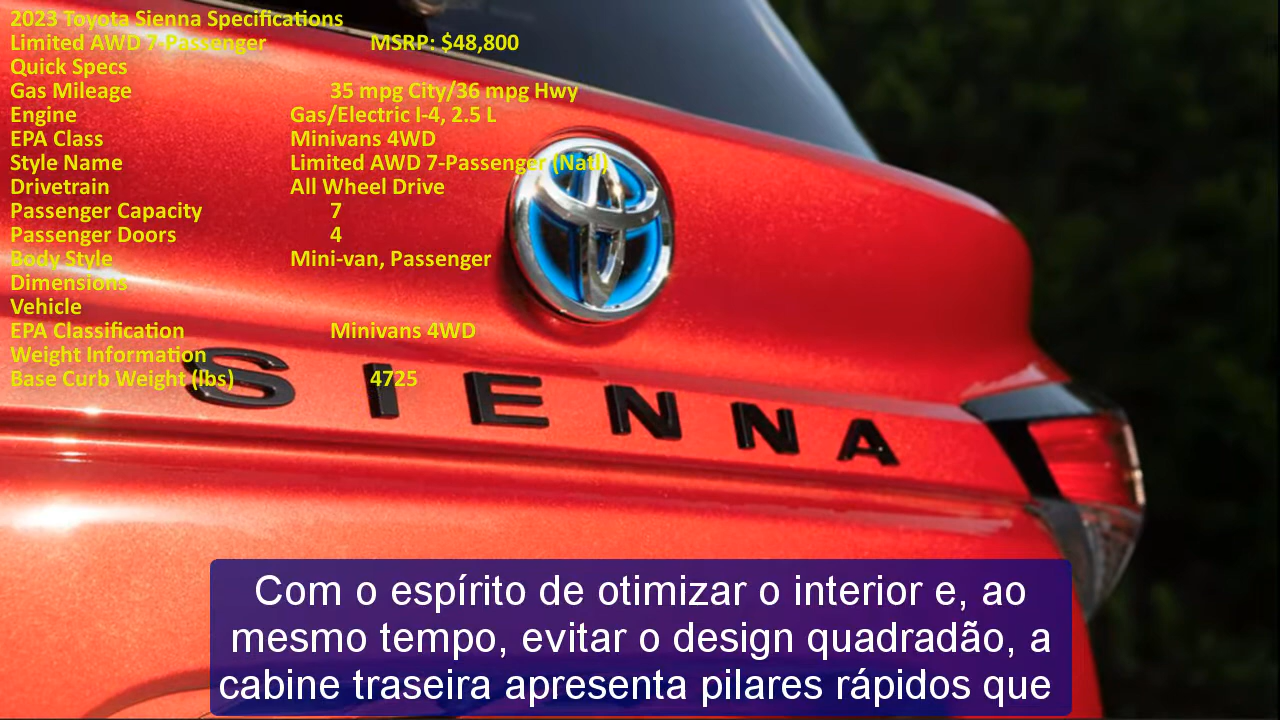 2023 Toyota Sienna Specifications
Limited AWD 7-Passenger MSRP: $48,800
Quick Specs
Gas Mileage 35 mpg City/36 mpg Hwy
Engine Gas/Electric I-4, 2.5 L
EPA Class Minivans 4WD
Style Name Limited AWD 7-Passenger (Natl)
Drivetrain All Wheel Drive
Passenger Capacity 7
Passenger Doors 4
Body Style Mini-van, Passenger
Dimensions
Vehicle
EPA Classification Minivans 4WD
Weight Information
Base Curb Weight (lbs) 4725
SIENNA
Com o espírito de otimizar o interior e, ao
mesmo tempo, evitar o design quadradão, a
cabine traseira apresenta pilares rápidos que